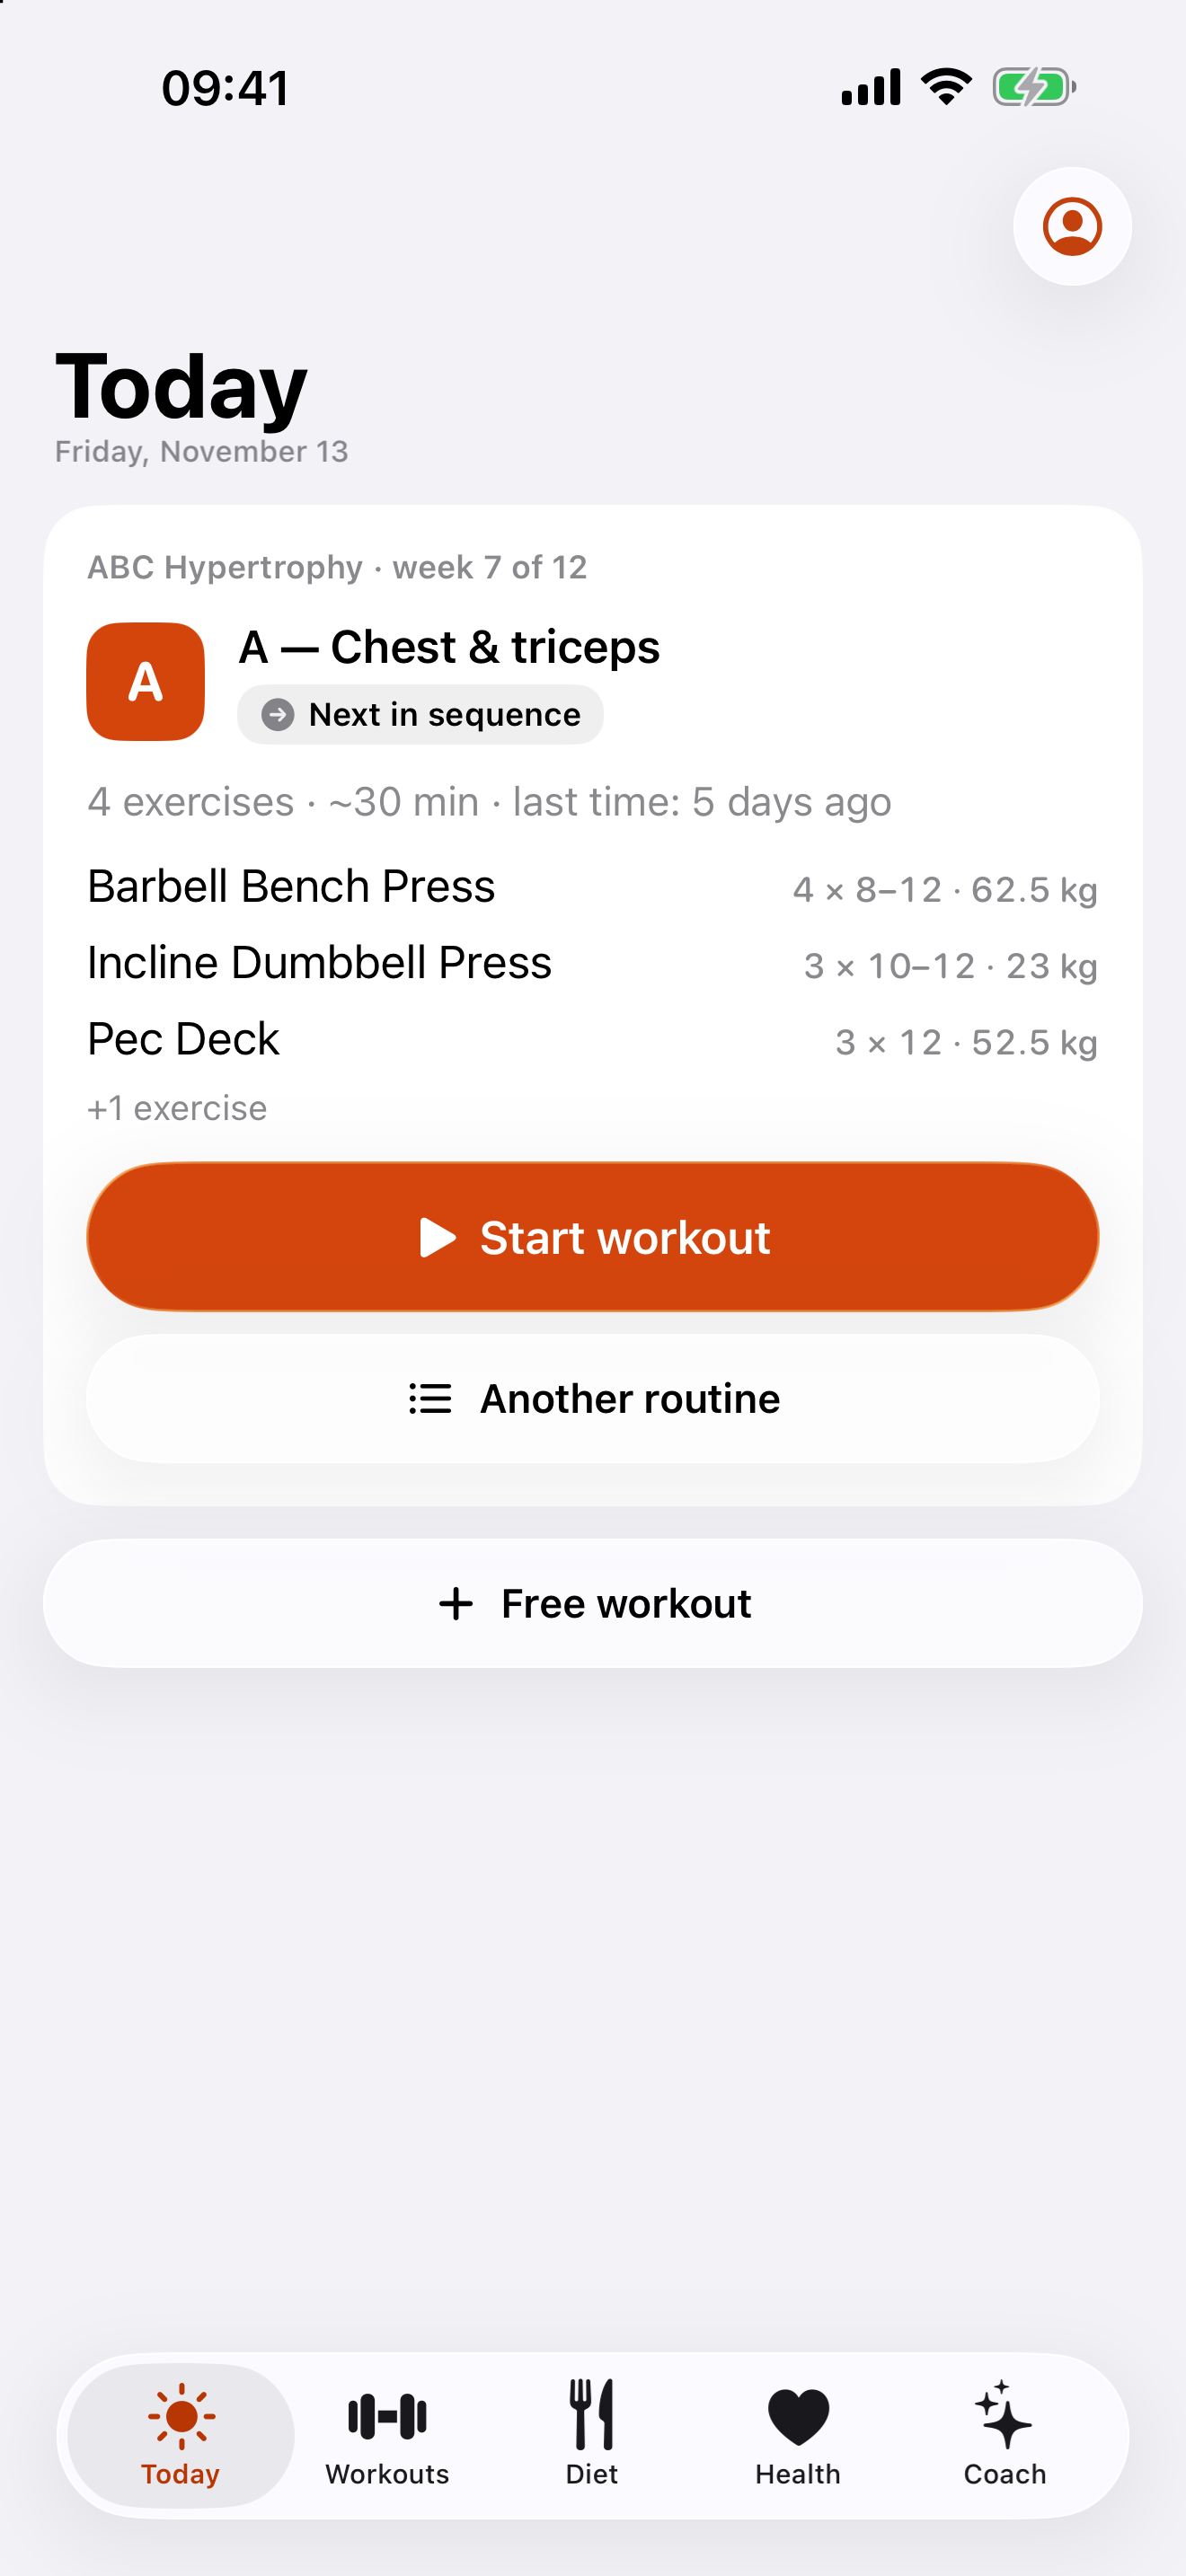 09:41
Today
Friday, November 13
ABC Hypertrophy · week 7 of 12
A
A — Chest & triceps
Next in sequence
4 exercises · ~30 min · last time: 5 days ago
Barbell Bench Press 4 × 8–12 · 62.5 kg
Incline Dumbbell Press 3 × 10–12 · 23 kg
Pec Deck 3 × 12 · 52.5 kg
+1 exercise
Start workout
Another routine
Free workout
Today Workouts Diet Health Coach